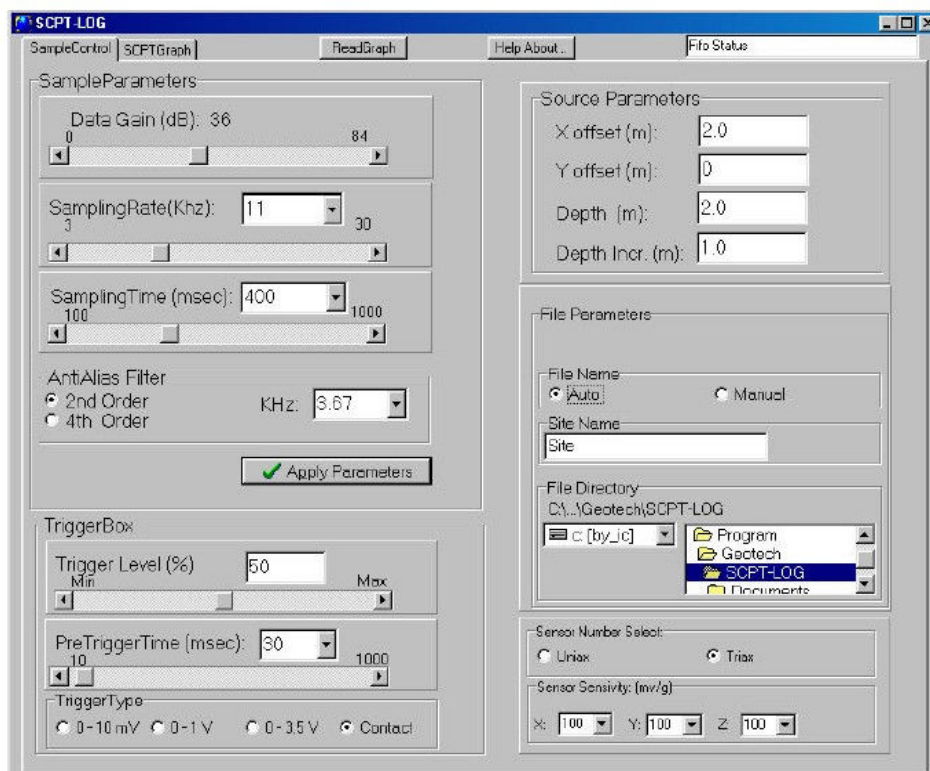 SCPT-LOG
SampleControl SCPTGraph ReadGraph Help About .. Fifo Status
SampleParameters
Data Gain (dB): 36
0 84
SamplingRate(Khz): 11
3 30
SamplingTime (msec): 400
100 1000
AntiAlias Filter
2nd Order
4th Order
KHz: 3.67
Apply Parameters
TriggerBox
Trigger Level (%) 50
Min Max
PreTriggerTime (msec): 30
10 1000
TriggerType
0-10 mV 0-1 V 0-3.5 V Contact
Source Parameters
X offset (m): 2.0
Y offset (m): 0
Depth (m): 2.0
Depth Incr. (m): 1.0
File Parameters
File Name
Auto Manual
Site Name
Site
File Directory
C:\...\Geotech\SCPT-LOG
c: [by_ic]
Program
Geotech
SCPT-LOG
Documents
Sensor Number Select:
Uniax Triax
Sensor Sensivity: (mv/g)
X: 100 Y: 100 Z: 100